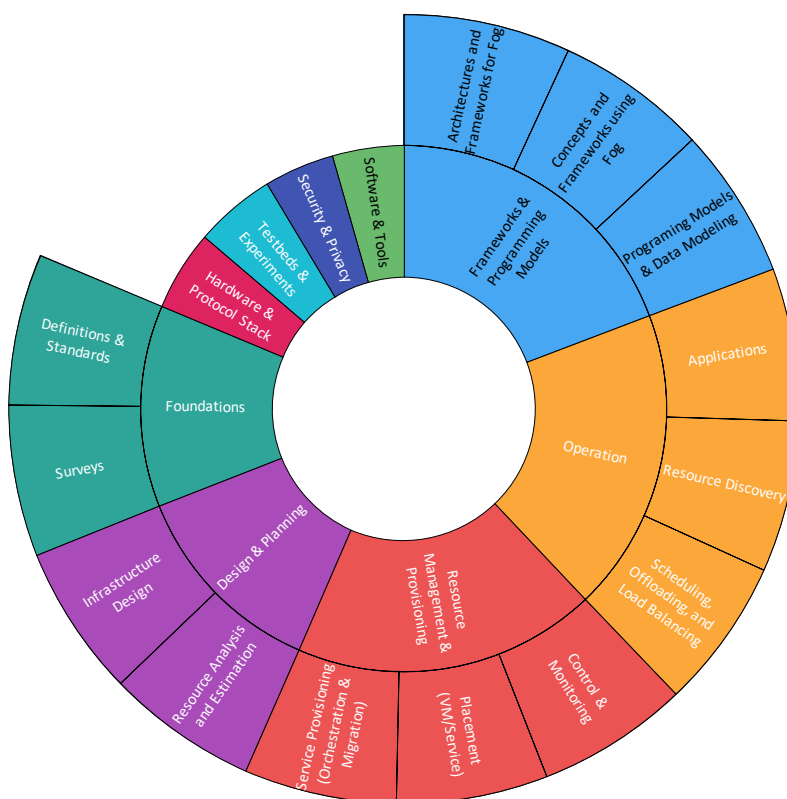 Architectures and
Frameworks for Fog
Concepts and
Frameworks using
Fog
Programing Models
& Data Modeling
Frameworks &
Programming
Models
Applications
Resource Discovery
Scheduling,
Offloading, and
Load Balancing
Operation
Control &
Monitoring
Placement
(VM/Service)
Service Provisioning
(Orchestration &
Migration)
Resource
Management &
Provisioning
Resource Analysis
and Estimation
Infrastructure
Design
Design & Planning
Surveys
Definitions &
Standards
Foundations
Hardware &
Protocol Stack
Testbeds &
Experiments
Security & Privacy
Software & Tools